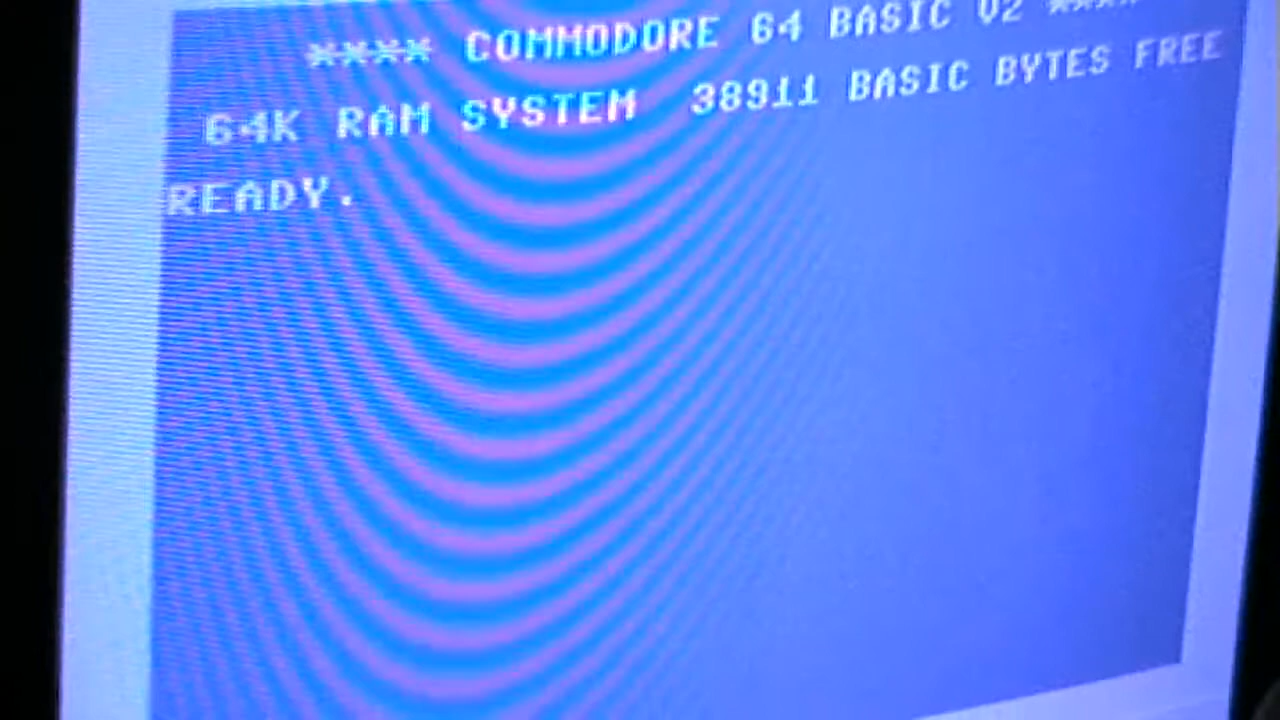 **** COMMODORE 64 BASIC V2 ****
64K RAM SYSTEM 38911 BASIC BYTES FREE
READY.